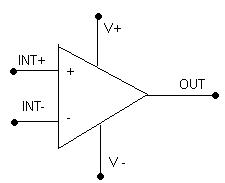 V+
INT+
+
OUT
INT-
-
V -